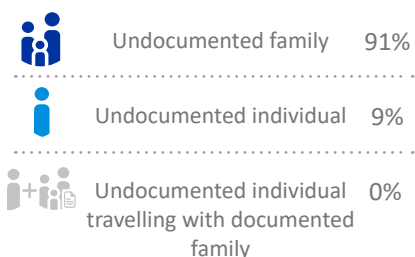 Undocumented family 91%
Undocumented individual 9%
Undocumented individual 0%
travelling with documented
family